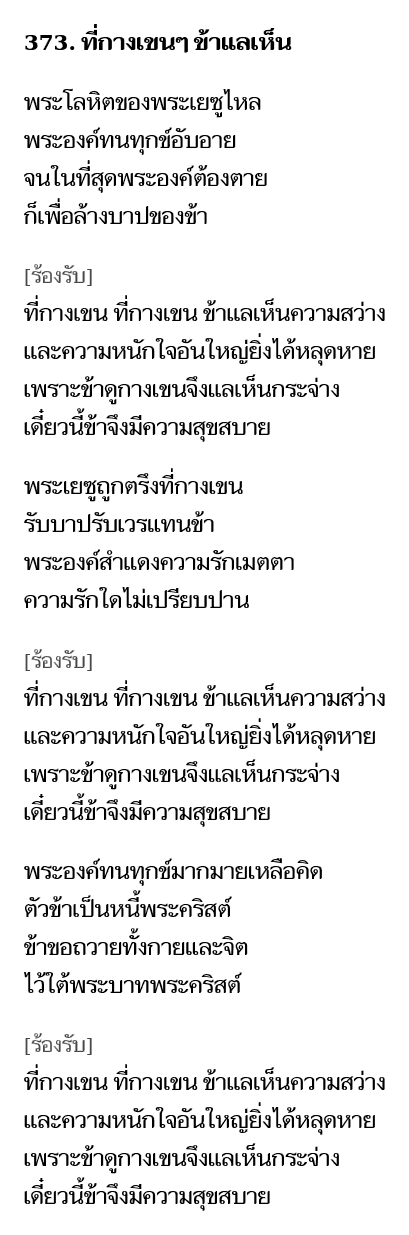 373. ที่กางเขนๆ ข้าแลเห็น
พระโลหิตของพระเยซูไหล
พระองค์ทนทุกข์อับอาย
จนในที่สุดพระองค์ต้องตาย
ก็เพื่อล้างบาปของข้า
[ร้องรับ]
ที่กางเขน ที่กางเขน ข้าแลเห็นความสว่าง
และความหนักใจอันใหญ่ยิ่งได้หลุดหาย
เพราะข้าดูกางเขนจึงแลเห็นกระจ่าง
เดี๋ยวนี้ข้าจึงมีความสุขสบาย
พระเยซูถูกตรึงที่กางเขน
รับบาปรับเวรแทนข้า
พระองค์สำแดงความรักเมตตา
ความรักใดไม่เปรียบปาน
[ร้องรับ]
ที่กางเขน ที่กางเขน ข้าแลเห็นความสว่าง
และความหนักใจอันใหญ่ยิ่งได้หลุดหาย
เพราะข้าดูกางเขนจึงแลเห็นกระจ่าง
เดี๋ยวนี้ข้าจึงมีความสุขสบาย
พระองค์ทนทุกข์มากมายเหลือคิด
ตัวข้าเป็นหนี้พระคริสต์
ข้าขอถวายทั้งกายและจิต
ไว้ใต้พระบาทพระคริสต์
[ร้องรับ]
ที่กางเขน ที่กางเขน ข้าแลเห็นความสว่าง
และความหนักใจอันใหญ่ยิ่งได้หลุดหาย
เพราะข้าดูกางเขนจึงแลเห็นกระจ่าง
เดี๋ยวนี้ข้าจึงมีความสุขสบาย